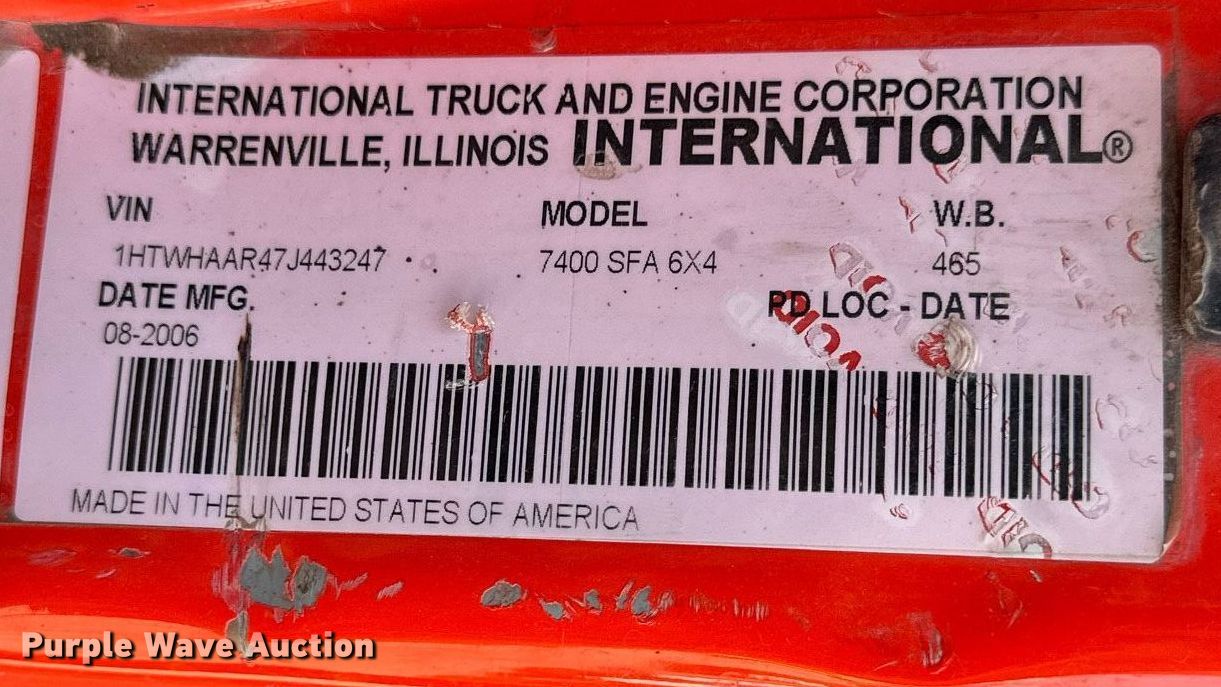 INTERNATIONAL TRUCK AND ENGINE CORPORATION
WARRENVILLE, ILLINOIS INTERNATIONAL®
VIN MODEL W.B.
1HTWHAAR47J443247 7400 SFA 6X4 465
DATE MFG. PD LOC - DATE
08-2006
VOID
MADE IN THE UNITED STATES OF AMERICA
Purple Wave Auction